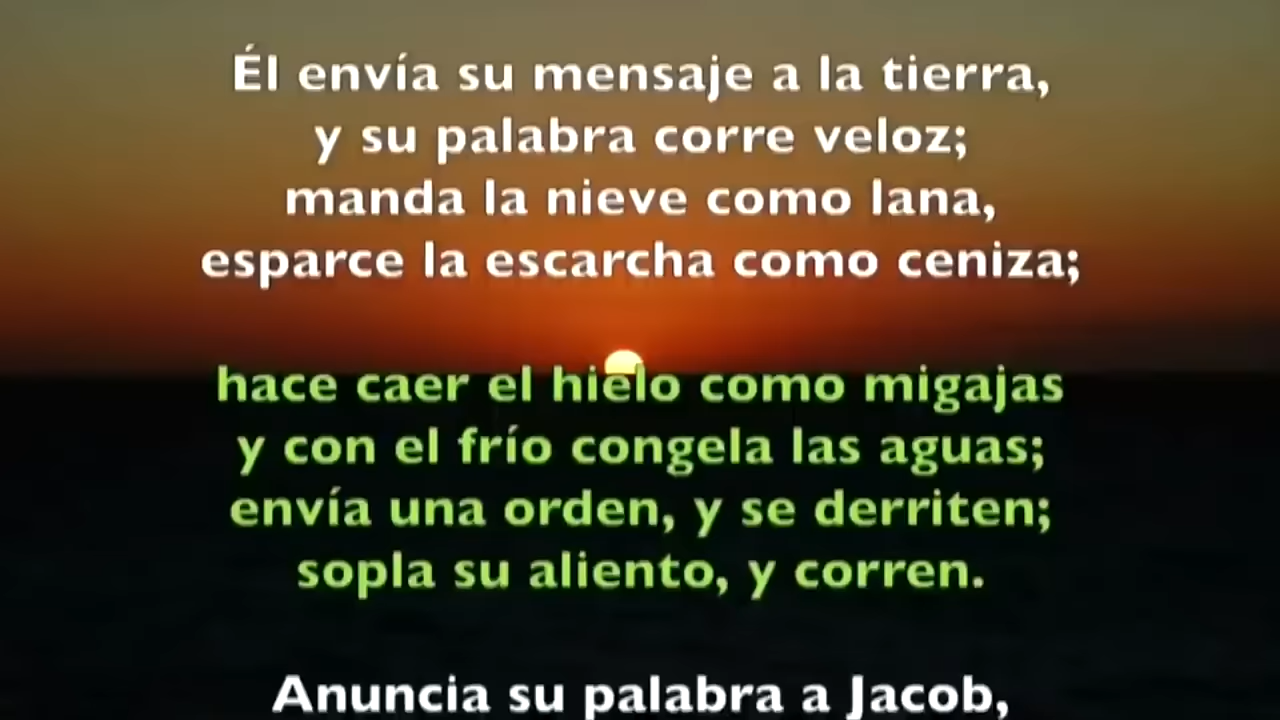 Él envía su mensaje a la tierra,
y su palabra corre veloz;
manda la nieve como lana,
esparce la escarcha como ceniza;
hace caer el hielo como migajas
y con el frío congela las aguas;
envía una orden, y se derriten;
sopla su aliento, y corren.
Anuncia su palabra a Jacob,